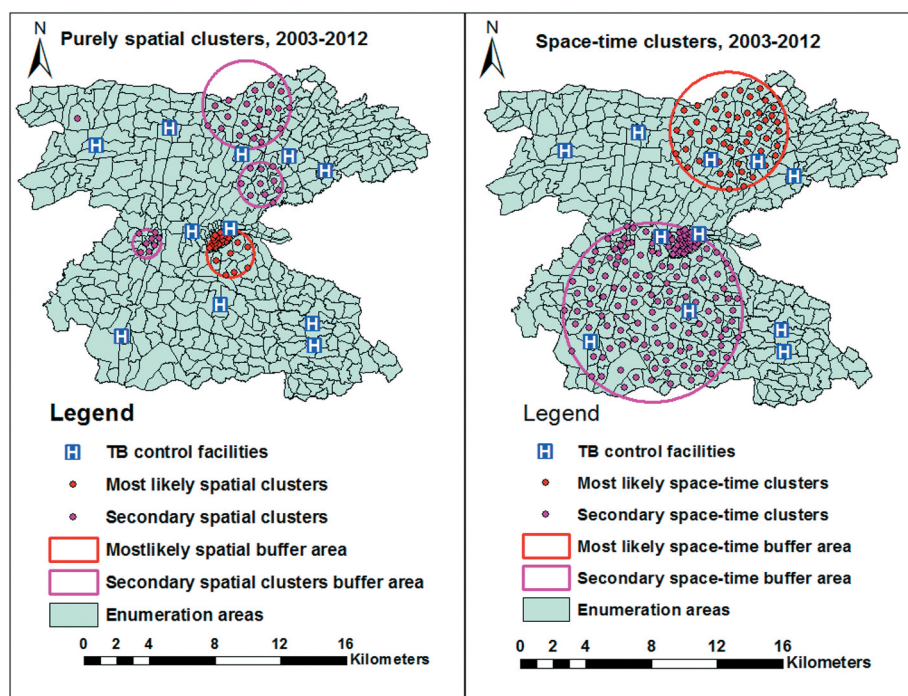 N
Purely spatial clusters, 2003-2012
H
H
H
H
H
H
H
H
H
H
H
Legend
H TB control facilities
Most likely spatial clusters
Secondary spatial clusters
Mostlikely spatial buffer area
Secondary spatial clusters buffer area
Enumeration areas
0 2 4 8 12 16
Kilometers
N
Space-time clusters, 2003-2012
H
H
H
H
H
H
H
H
H
H
H
Legend
H TB control facilities
Most likely space-time clusters
Secondary space-time clusters
Most likely space-time buffer area
Secondary space-time buffer area
Enumeration areas
0 2 4 8 12 16
Kilometers